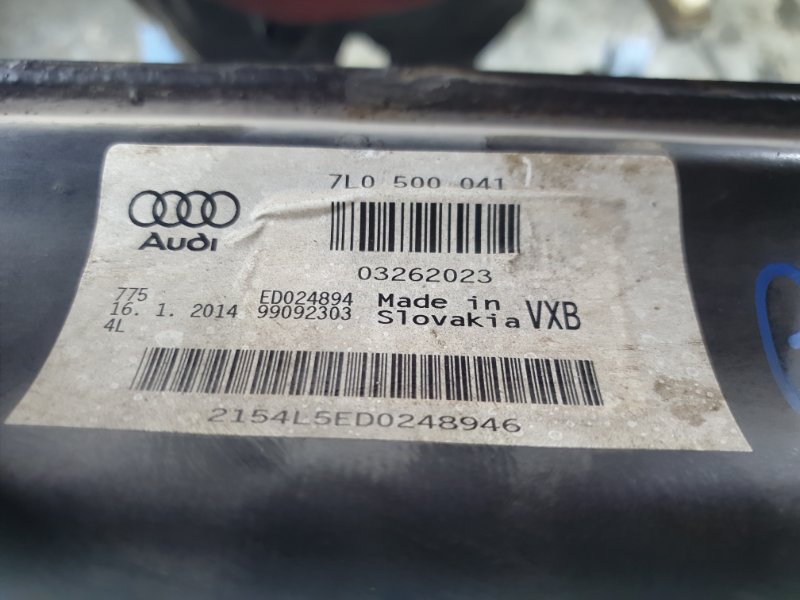 7L0 500 041
Audi
03262023
775 ED024894 Made in VXB
16. 1. 2014 99092303 Slovakia
4L
2154L5ED0248946